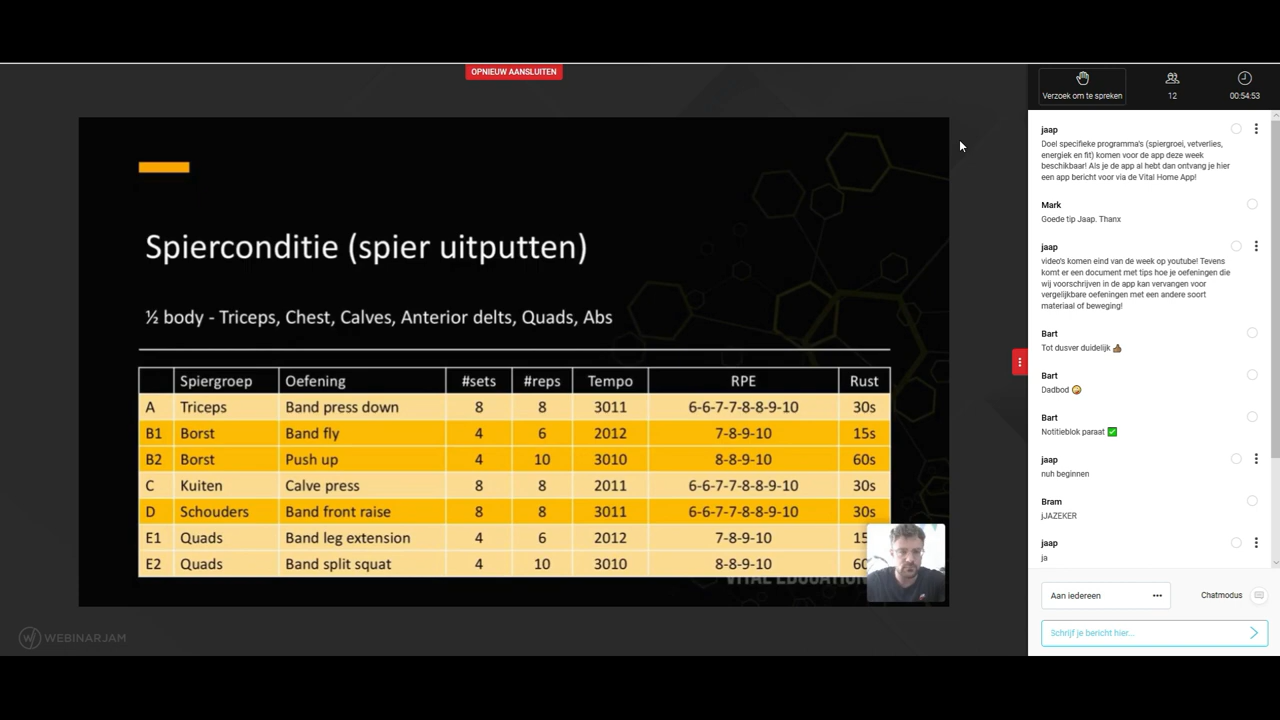 OPNIEUW AANSLUITEN
Spierconditie (spier uitputten)
½ body - Triceps, Chest, Calves, Anterior delts, Quads, Abs
Spiergroep Oefening #sets #reps Tempo RPE Rust
A Triceps Band press down 8 8 3011 6-6-7-7-8-8-9-10 30s
B1 Borst Band fly 4 6 2012 7-8-9-10 15s
B2 Borst Push up 4 10 3010 8-8-9-10 60s
C Kuiten Calve press 8 8 2011 6-6-7-7-8-8-9-10 30s
D Schouders Band front raise 8 8 3011 6-6-7-7-8-8-9-10 30s
E1 Quads Band leg extension 4 6 2012 7-8-9-10 15
E2 Quads Band split squat 4 10 3010 8-8-9-10 60
VITAL EDUCATION
WEBINARJAM
Verzoek om te spreken
12
00:54:53
jaap
Doel specifieke programma's (spiergroei, vetverlies,
energiek en fit) komen voor de app deze week
beschikbaar! Als je de app al hebt dan ontvang je hier
een app bericht voor via de Vital Home App!
Mark
Goede tip Jaap. Thanx
jaap
video's komen eind van de week op youtube! Tevens
komt er een document met tips hoe je oefeningen die
wij voorschrijven in de app kan vervangen voor
vergelijkbare oefeningen met een andere soort
materiaal of beweging!
Bart
Tot dusver duidelijk 👍🏾
Bart
Dadbod 😜
Bart
Notitieblok paraat ✅
jaap
nuh beginnen
Bram
jJAZEKER
jaap
ja
Aan iedereen
Chatmodus
Schrijf je bericht hier...